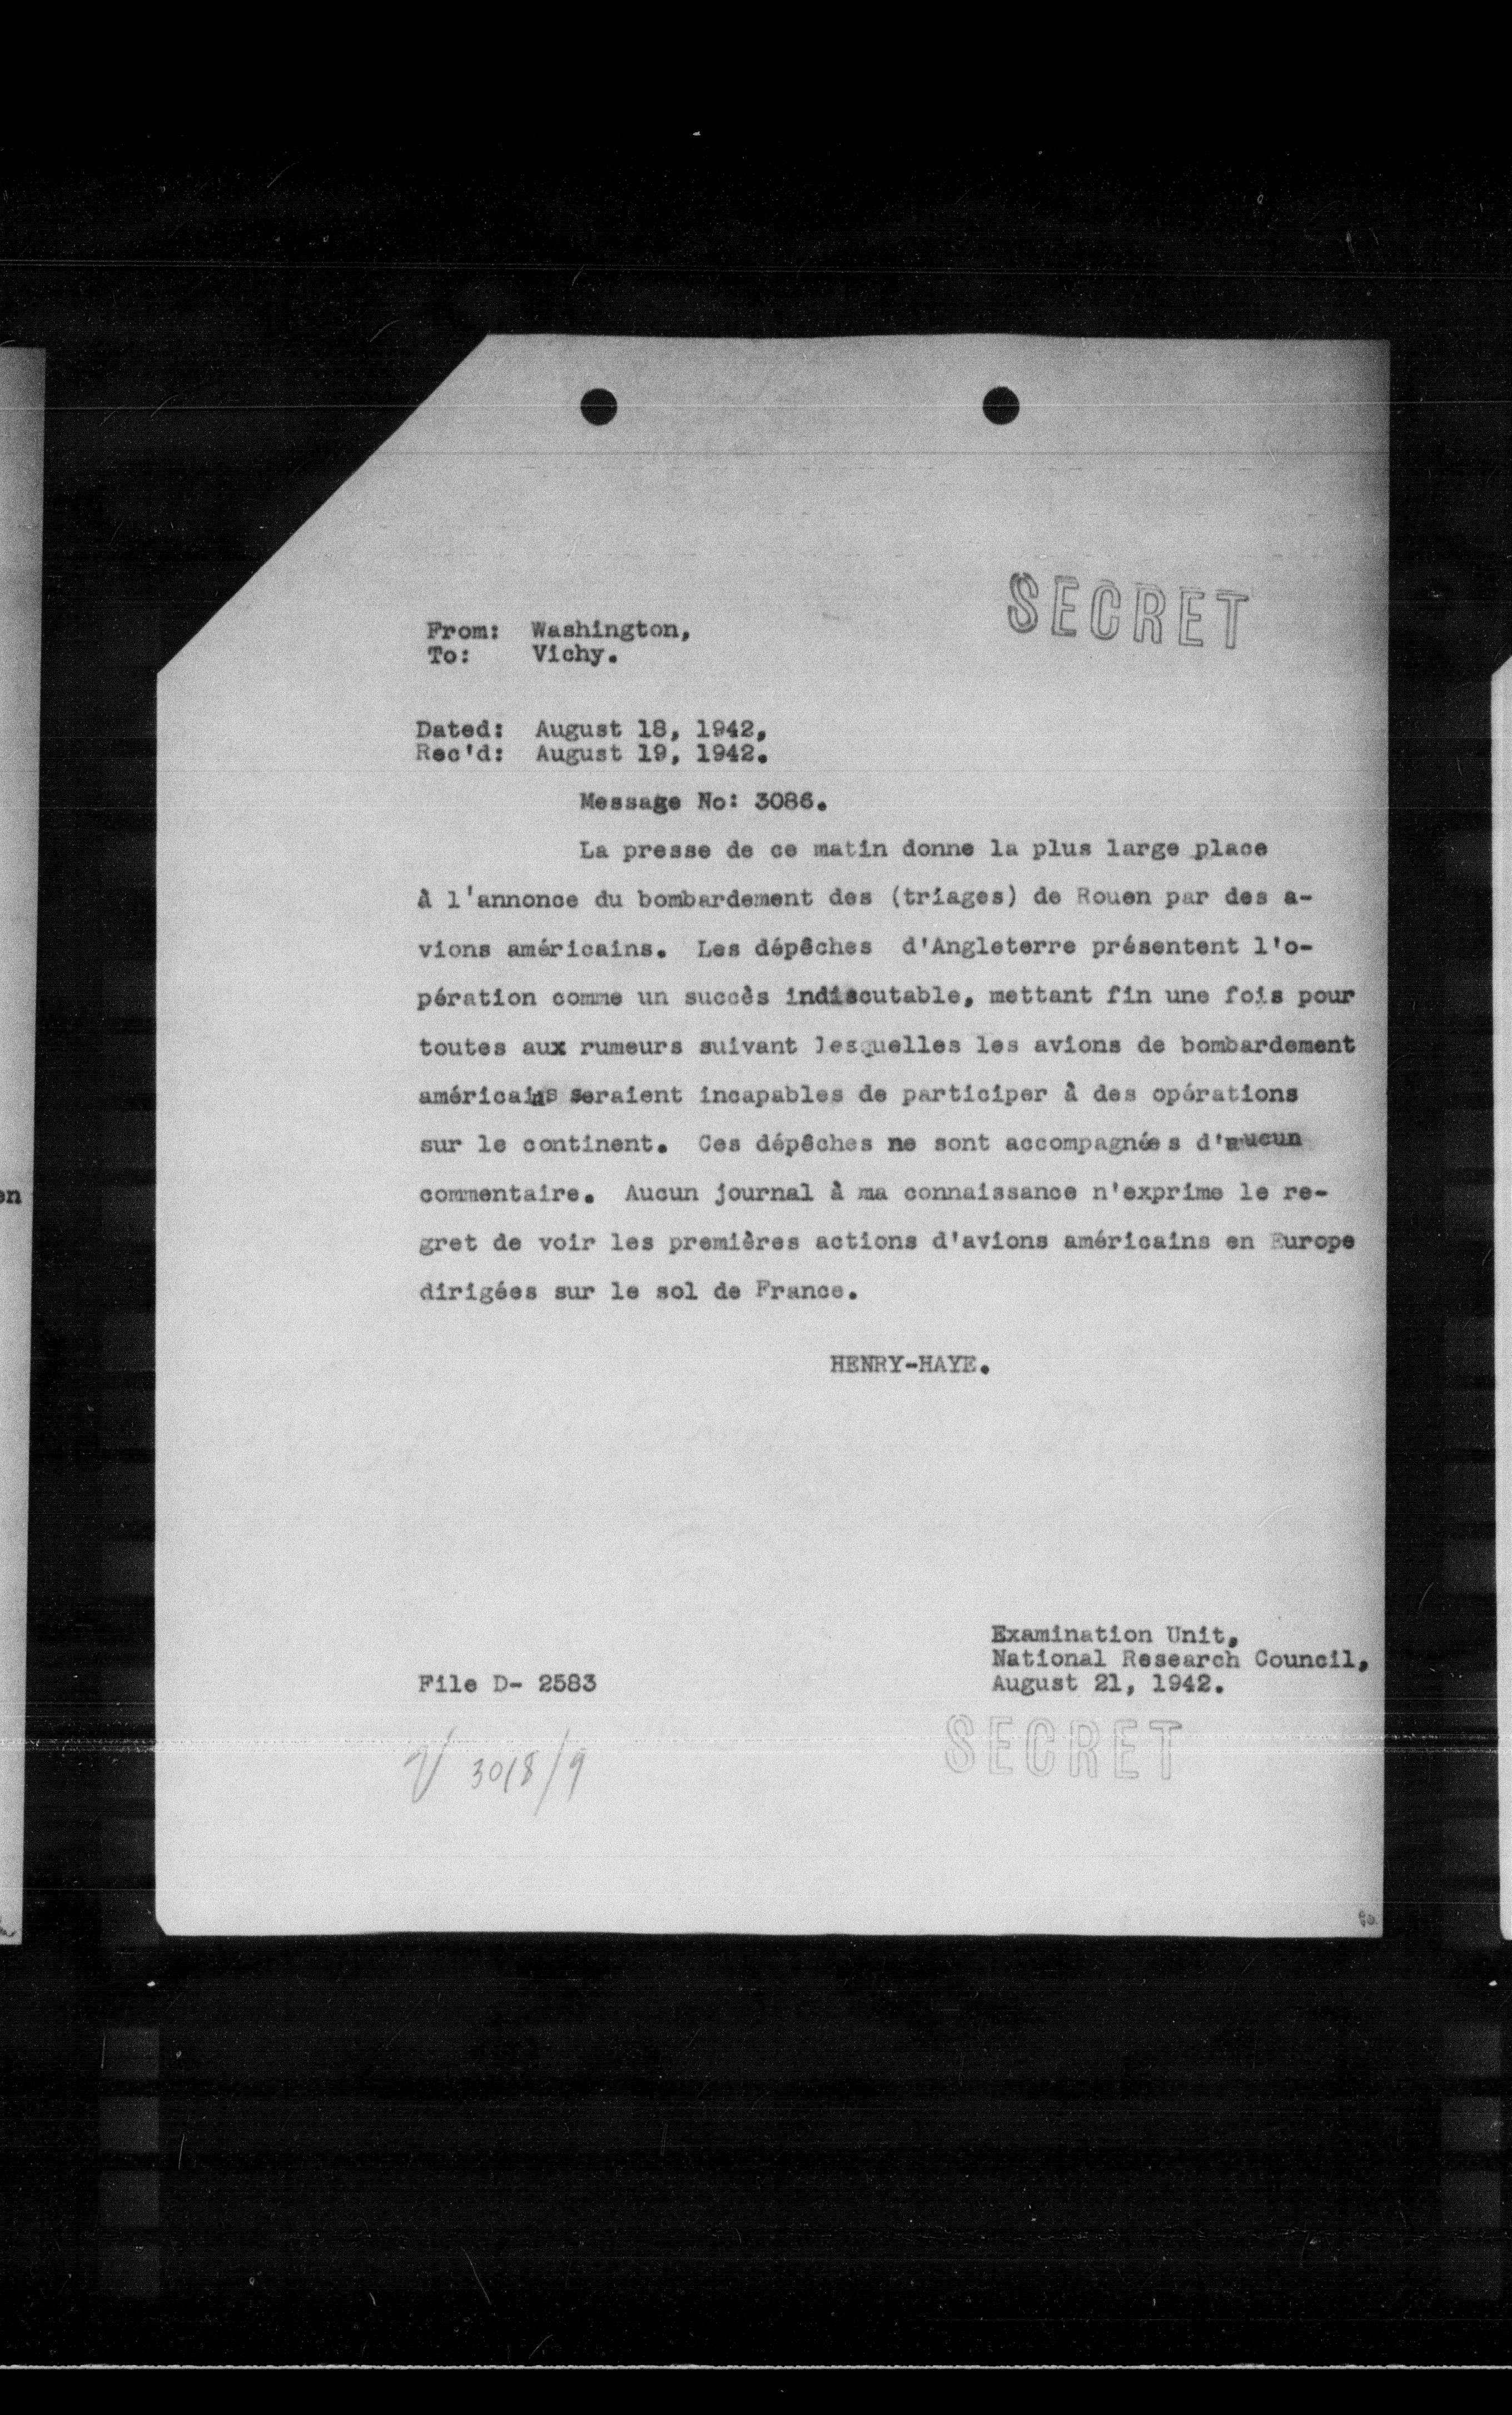 SECRET
From: Washington,
To: Vichy.
Dated: August 18, 1942,
Rec'd: August 19, 1942.
Message No: 3086.
La presse de ce matin donne la plus large place
à l'annonce du bombardement des (triages) de Rouen par des a-
vions américains. Les dépêches d'Angleterre présentent l'o-
pération comme un succès indiscutable, mettant fin une fois pour
toutes aux rumeurs suivant lesquelles les avions de bombardement
américains seraient incapables de participer à des opérations
sur le continent. Ces dépêches ne sont accompagnées d'aucun
commentaire. Aucun journal à ma connaissance n'exprime le re-
gret de voir les premières actions d'avions américains en Europe
dirigées sur le sol de France.
HENRY-HAYE.
Examination Unit,
National Research Council,
August 21, 1942.
File D- 2583
SECRET
V 3018/9
en